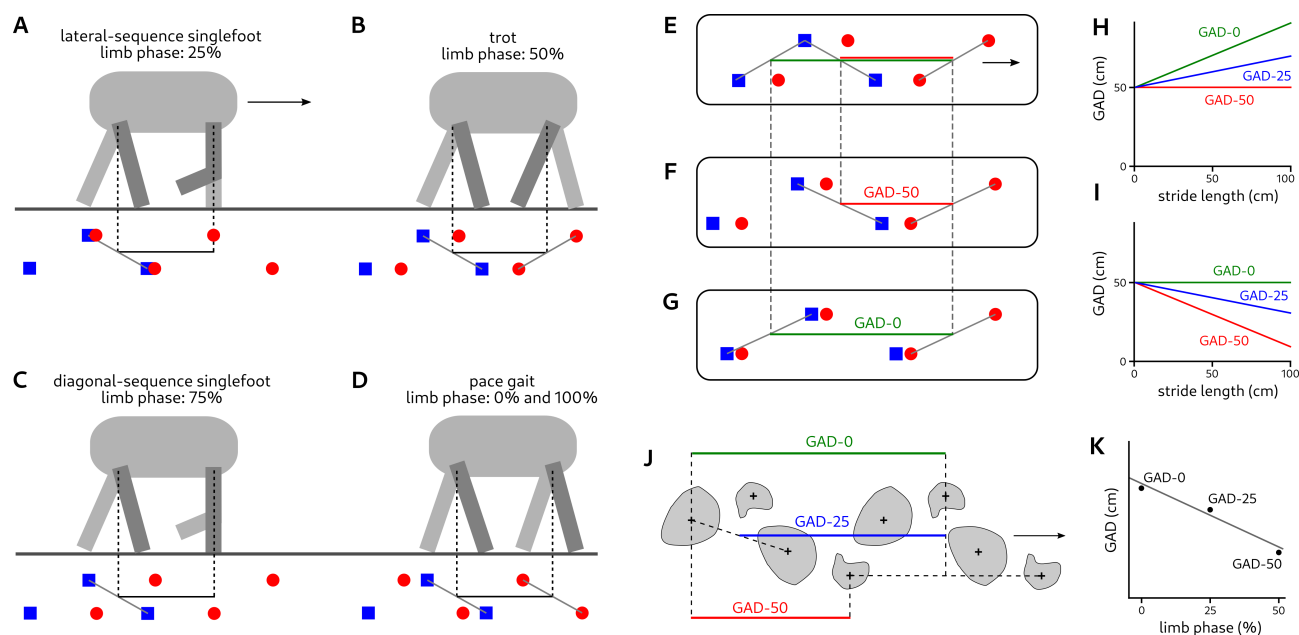 A
lateral-sequence singlefoot
limb phase: 25%
B
trot
limb phase: 50%
C
diagonal-sequence singlefoot
limb phase: 75%
D
pace gait
limb phase: 0% and 100%
E
F
GAD-50
G
GAD-0
H
GAD (cm)
50
0
GAD-0
GAD-25
GAD-50
0
50
100
stride length (cm)
I
GAD (cm)
50
0
GAD-0
GAD-25
GAD-50
0
50
100
stride length (cm)
J
GAD-0
GAD-25
GAD-50
K
GAD (cm)
GAD-0
GAD-25
GAD-50
0
25
50
limb phase (%)